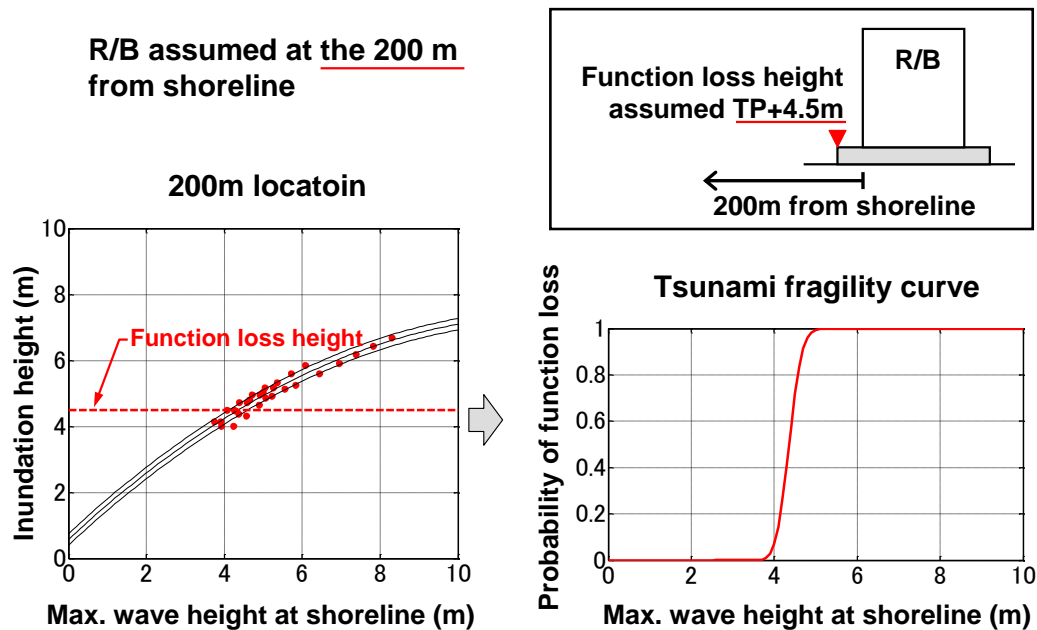 R/B assumed at the 200 m
from shoreline
R/B
Function loss height
assumed TP+4.5m
200m from shoreline
200m locatoin
Inundation height (m)
10
8
6
4
2
0
Function loss height
0 2 4 6 8 10
Max. wave height at shoreline (m)
Tsunami fragility curve
Probability of function loss
1
0.8
0.6
0.4
0.2
0
0 2 4 6 8 10
Max. wave height at shoreline (m)